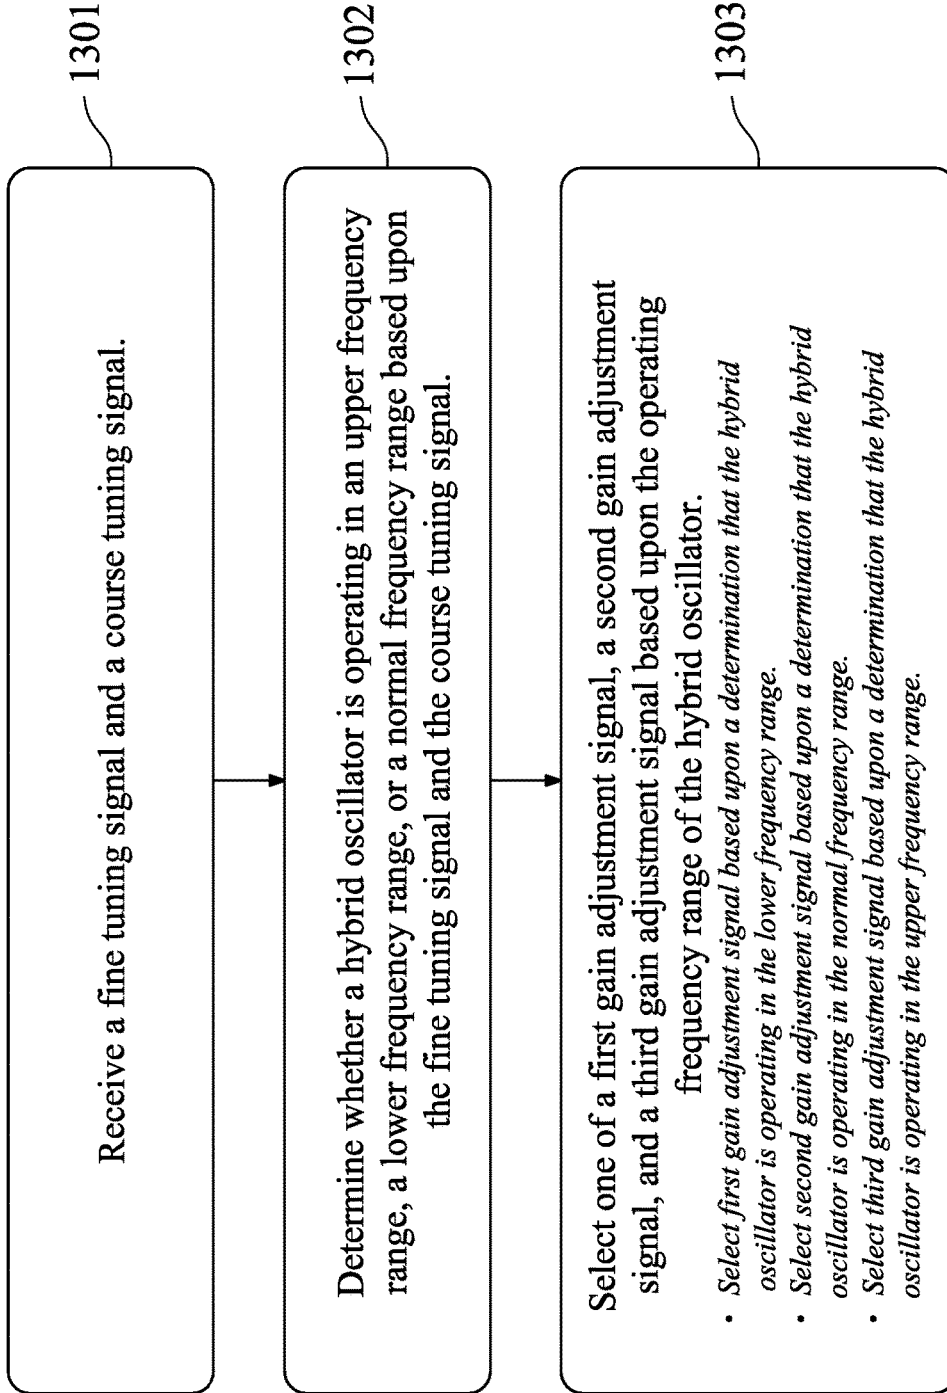 1301
Receive a fine tuning signal and a course tuning signal.
1302
Determine whether a hybrid oscillator is operating in an upper frequency
range, a lower frequency range, or a normal frequency range based upon
the fine tuning signal and the course tuning signal.
1303
Select one of a first gain adjustment signal, a second gain adjustment
signal, and a third gain adjustment signal based upon the operating
frequency range of the hybrid oscillator.
• Select first gain adjustment signal based upon a determination that the hybrid
oscillator is operating in the lower frequency range.
• Select second gain adjustment signal based upon a determination that the hybrid
oscillator is operating in the normal frequency range.
• Select third gain adjustment signal based upon a determination that the hybrid
oscillator is operating in the upper frequency range.